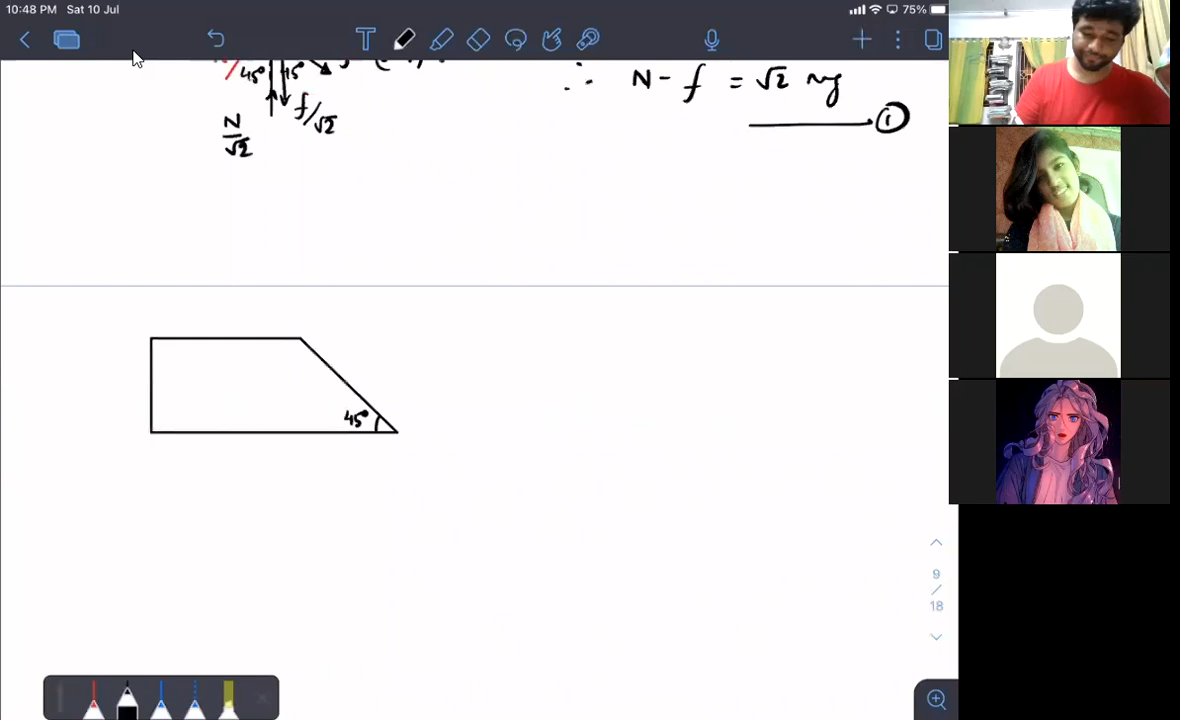 10:48 PM Sat 10 Jul
75%
T
45° 45°
f/√2
N/√2
∴ N - f = √2 mg
①
45°
9
/
18